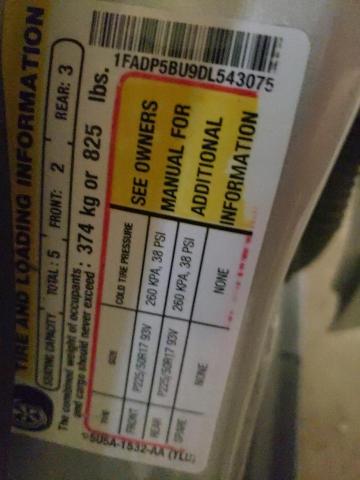 TIRE AND LOADING INFORMATION
SEATING CAPACITY TOTAL: 5 FRONT: 2 REAR: 3
The combined weight of occupants
and cargo should never exceed : 374 kg or 825 lbs.
1FADP5BU9DL543075
TIRE SIZE COLD TIRE PRESSURE
FRONT P225/50R17 93V 260 KPA, 38 PSI
REAR P225/50R17 93V 260 KPA, 38 PSI
SPARE NONE NONE
SEE OWNERS
MANUAL FOR
ADDITIONAL
INFORMATION
5U5A-1532-AA